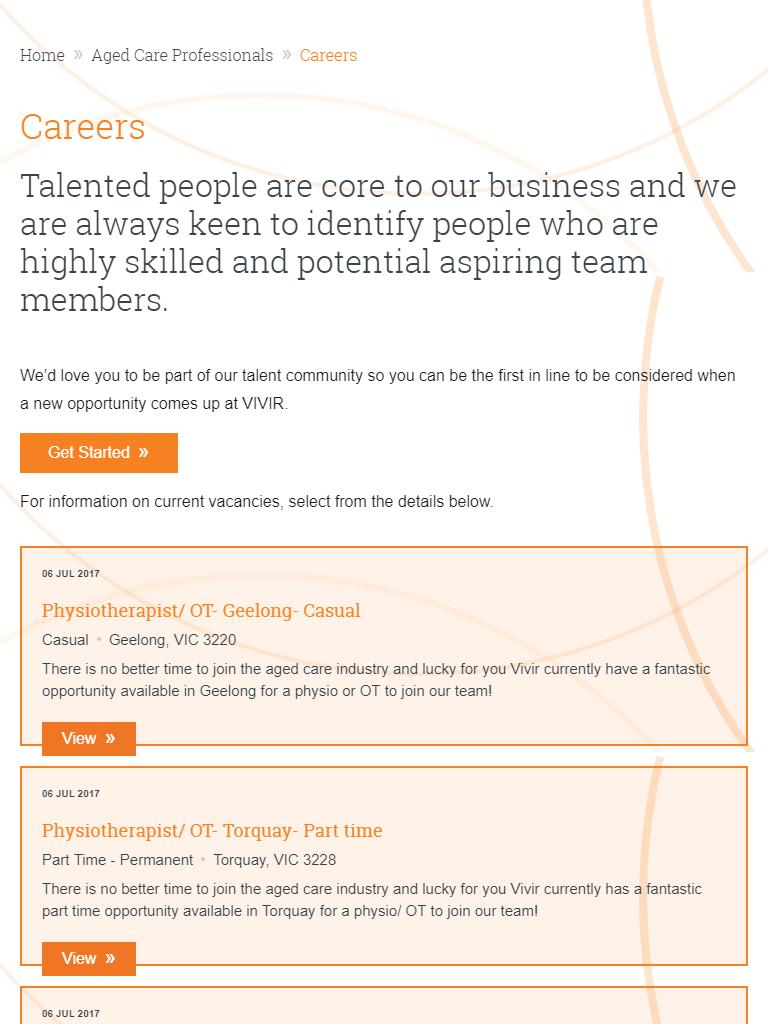 Home » Aged Care Professionals » Careers
Careers
Talented people are core to our business and we
are always keen to identify people who are
highly skilled and potential aspiring team
members.
We’d love you to be part of our talent community so you can be the first in line to be considered when
a new opportunity comes up at VIVIR.
Get Started »
For information on current vacancies, select from the details below.
06 JUL 2017
Physiotherapist/ OT- Geelong- Casual
Casual • Geelong, VIC 3220
There is no better time to join the aged care industry and lucky for you Vivir currently have a fantastic
opportunity available in Geelong for a physio or OT to join our team!
View »
06 JUL 2017
Physiotherapist/ OT- Torquay- Part time
Part Time - Permanent • Torquay, VIC 3228
There is no better time to join the aged care industry and lucky for you Vivir currently has a fantastic
part time opportunity available in Torquay for a physio/ OT to join our team!
View »
06 JUL 2017